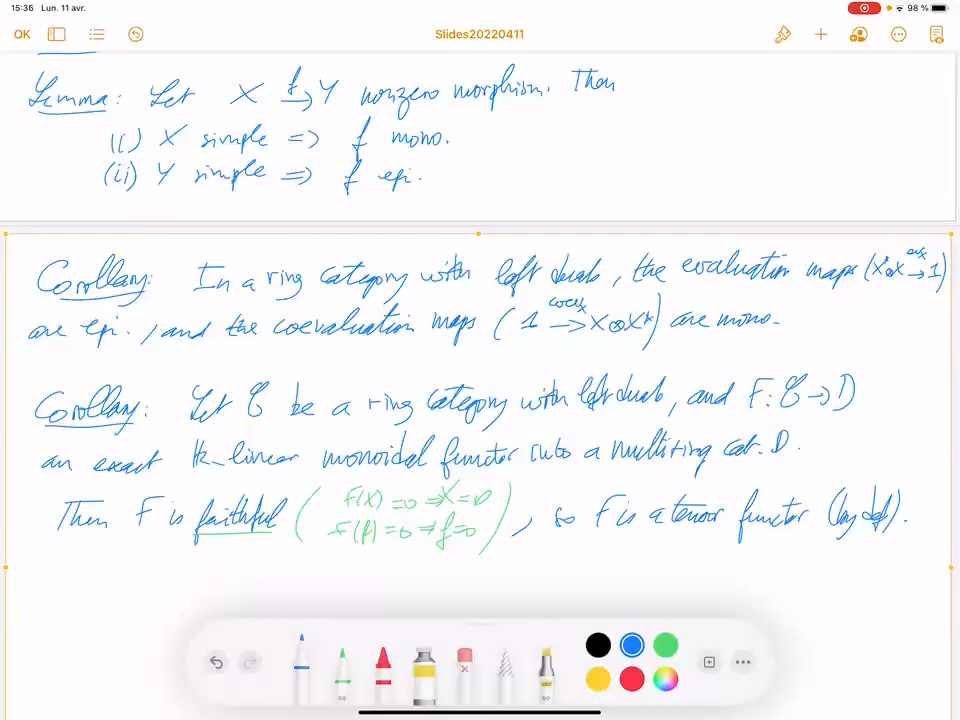 15:36 Lun. 11 avr.
98 %
OK
Slides20220411
Lemma: Let X f→ Y nonzero morphism. Then
(i) X simple => f mono.
(ii) Y simple => f epi.
Corollary: In a ring category with left duals, the evaluation maps (X*⊗X evx→ 1)
are epi, and the coevaluation maps (1 coevx→ X⊗X*) are mono.
Corollary: Let C be a ring category with left duals, and F: C → D
an exact k-linear monoidal functor into a multiring cat. D.
Then F is faithful ( F(X)=0 => X=0
F(f)=0 => f=0 ), so F is a tensor functor (by def).